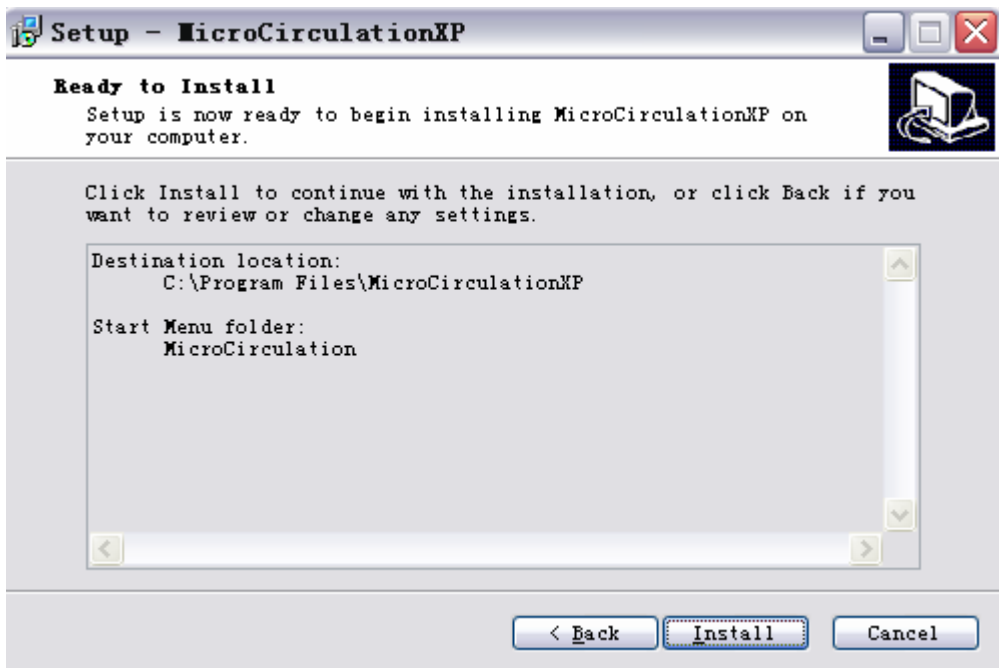 Setup - MicroCirculationXP
Ready to Install
Setup is now ready to begin installing MicroCirculationXP on
your computer.
Click Install to continue with the installation, or click Back if you
want to review or change any settings.
Destination location:
C:\Program Files\MicroCirculationXP
Start Menu folder:
MicroCirculation
< Back
Install
Cancel